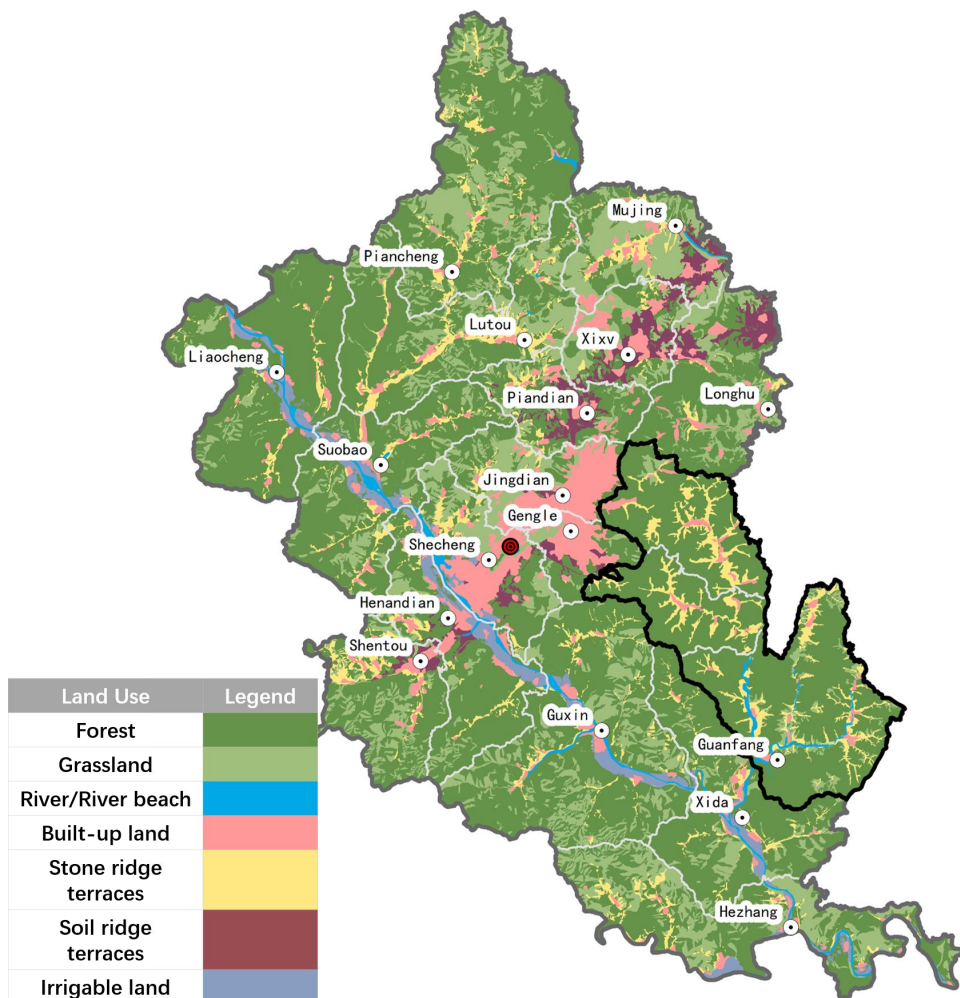 Mujing
Piancheng
Lutou
Xixv
Liaocheng
Piandian
Longhu
Suobao
Jingdian
Gengle
Shecheng
Henandian
Shentou
Guxin
Guanfang
Xida
Hezhang
Land Use Legend
Forest
Grassland
River/River beach
Built-up land
Stone ridge
terraces
Soil ridge
terraces
Irrigable land